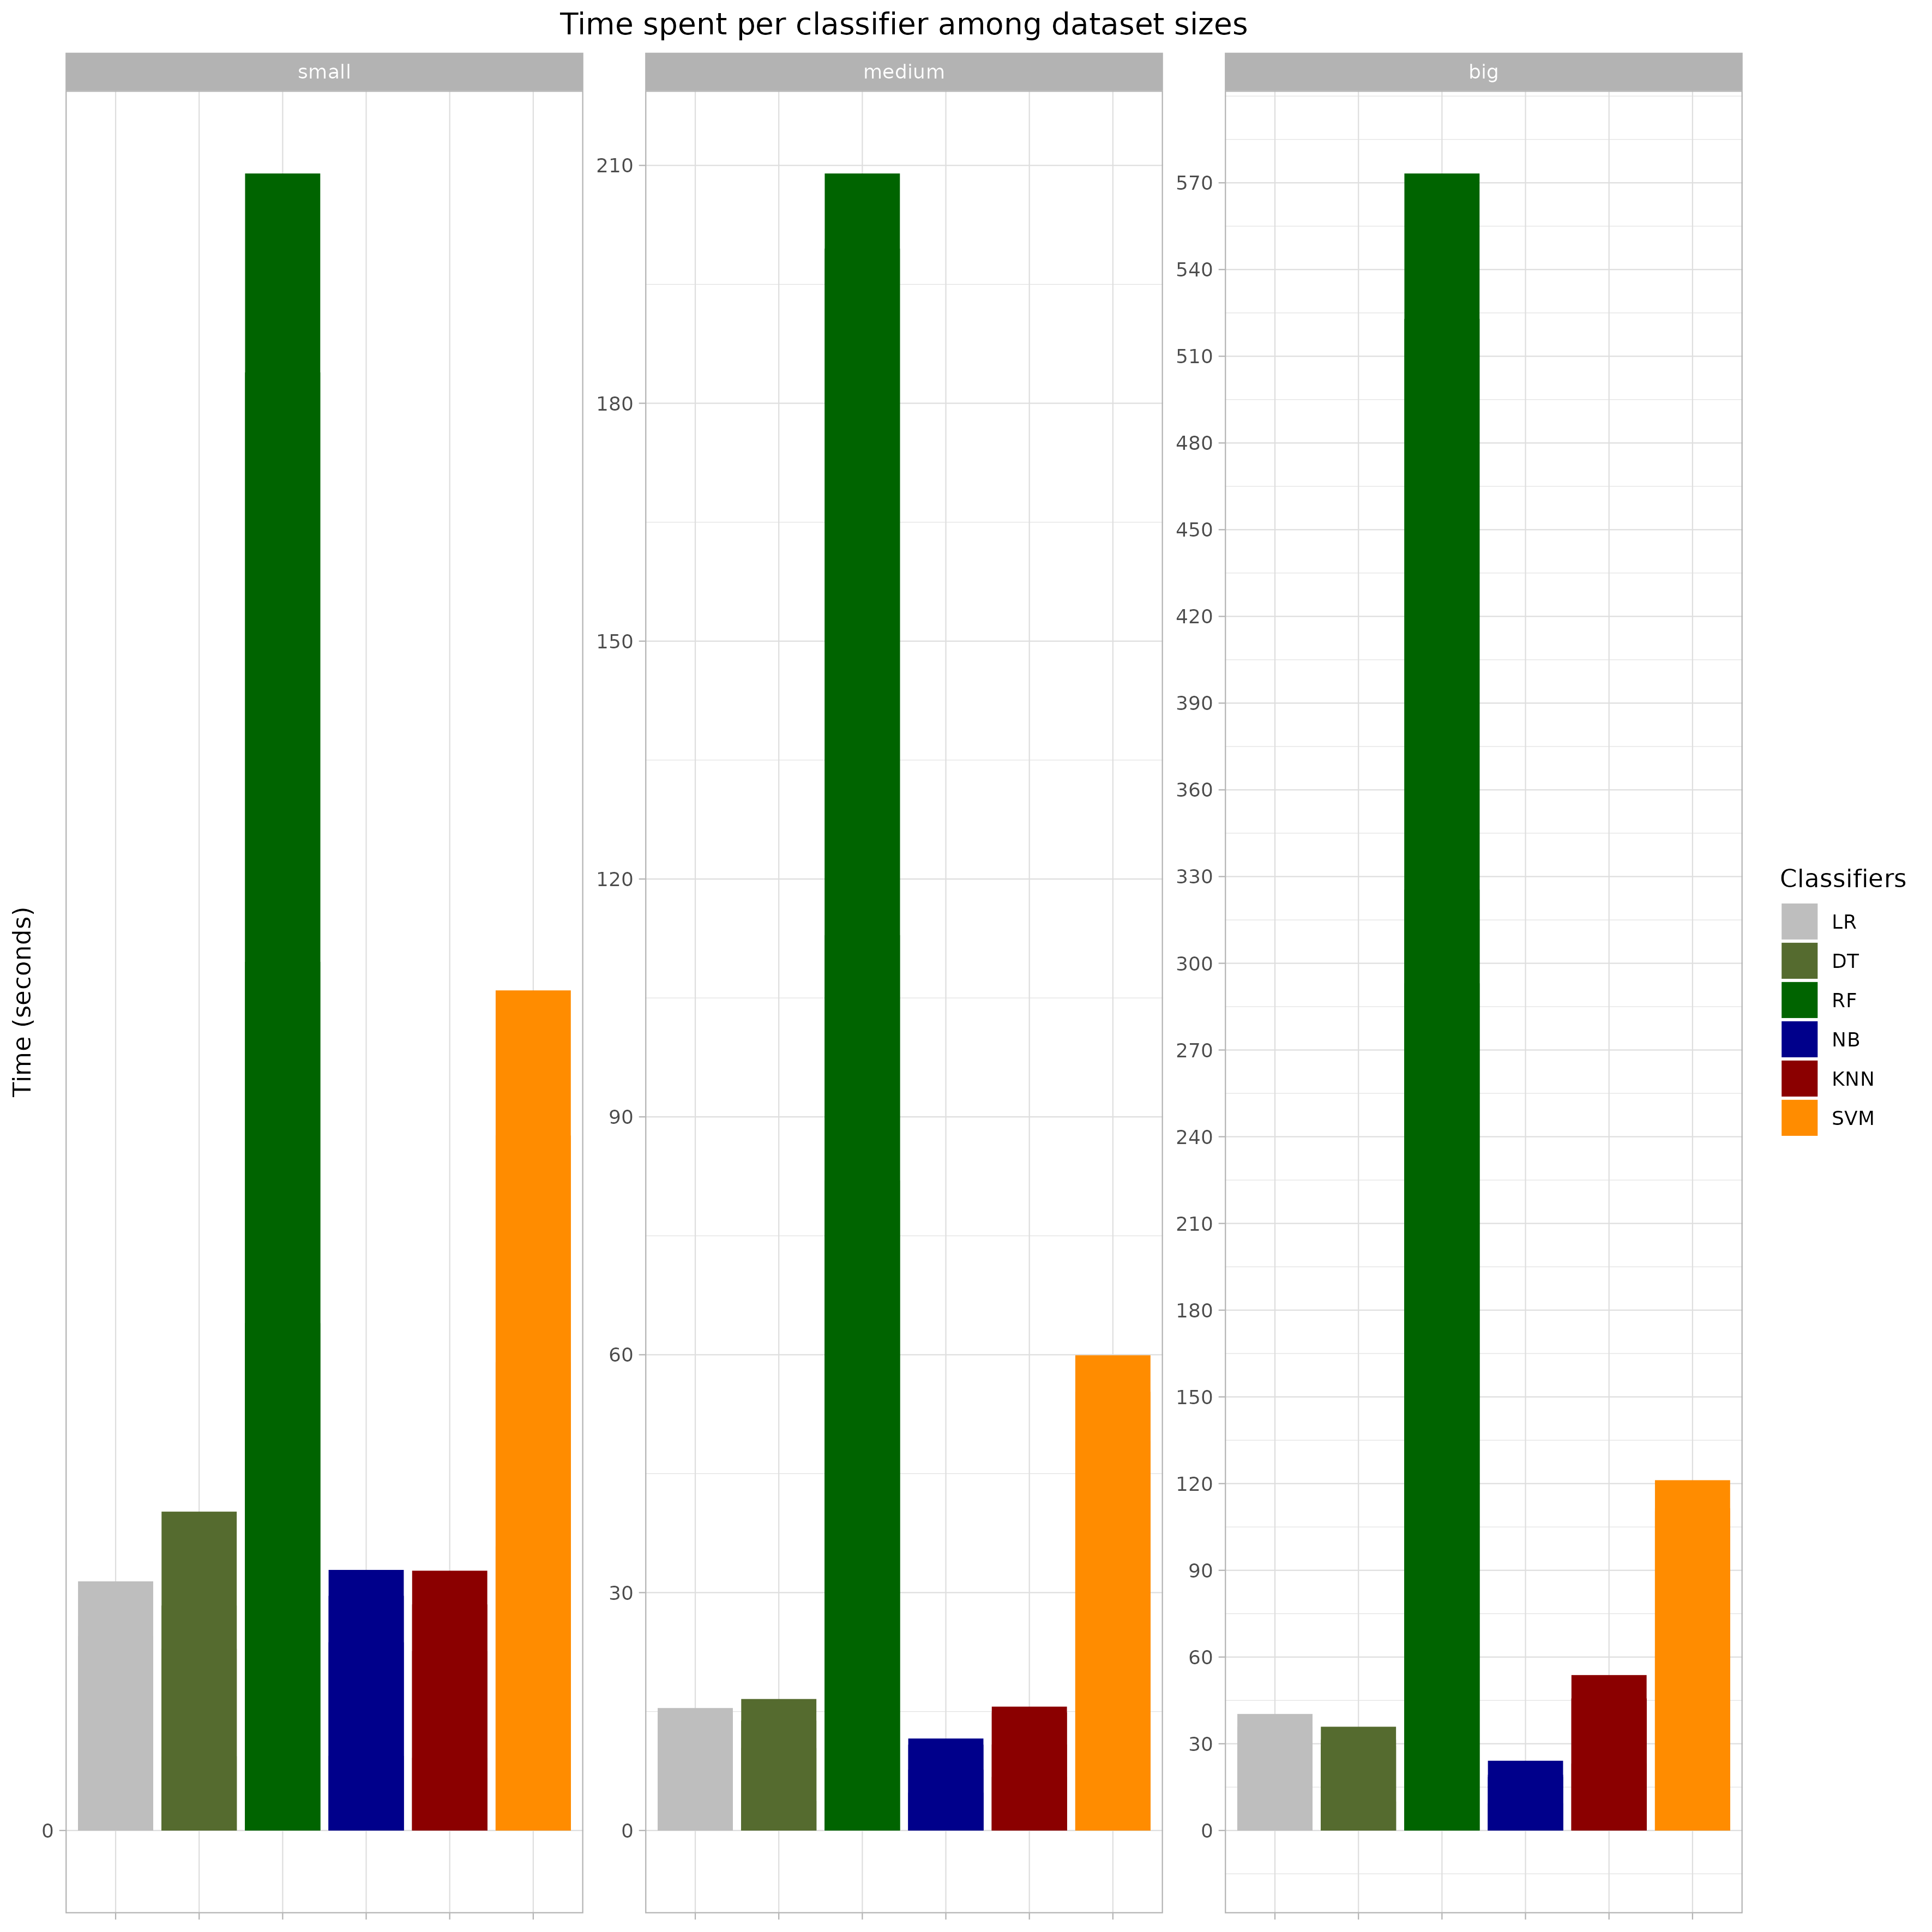 Time spent per classifier among dataset sizes
small
medium
big
Time (seconds)
0
210
180
150
120
90
60
30
0
570
540
510
480
450
420
390
360
330
300
270
240
210
180
150
120
90
60
30
0
Classifiers
LR
DT
RF
NB
KNN
SVM